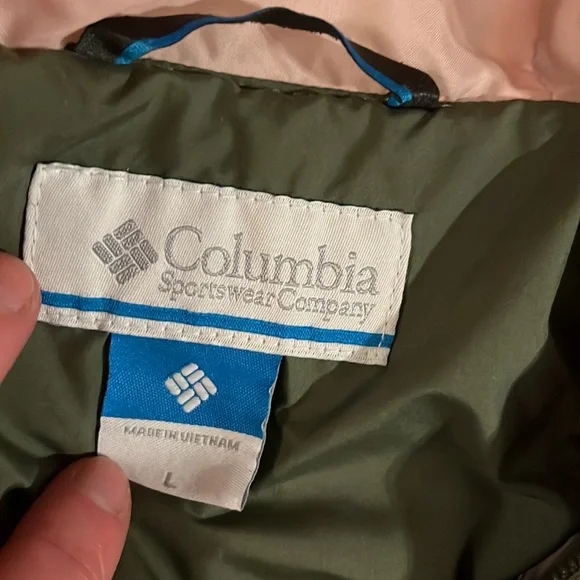 Columbia
Sportswear Company
MADE IN VIETNAM
L